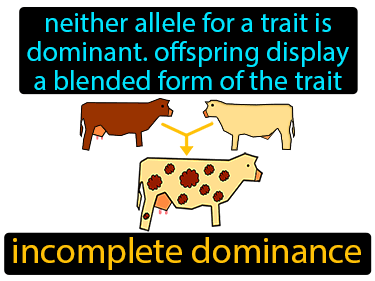 neither allele for a trait is
dominant. offspring display
a blended form of the trait
incomplete dominance